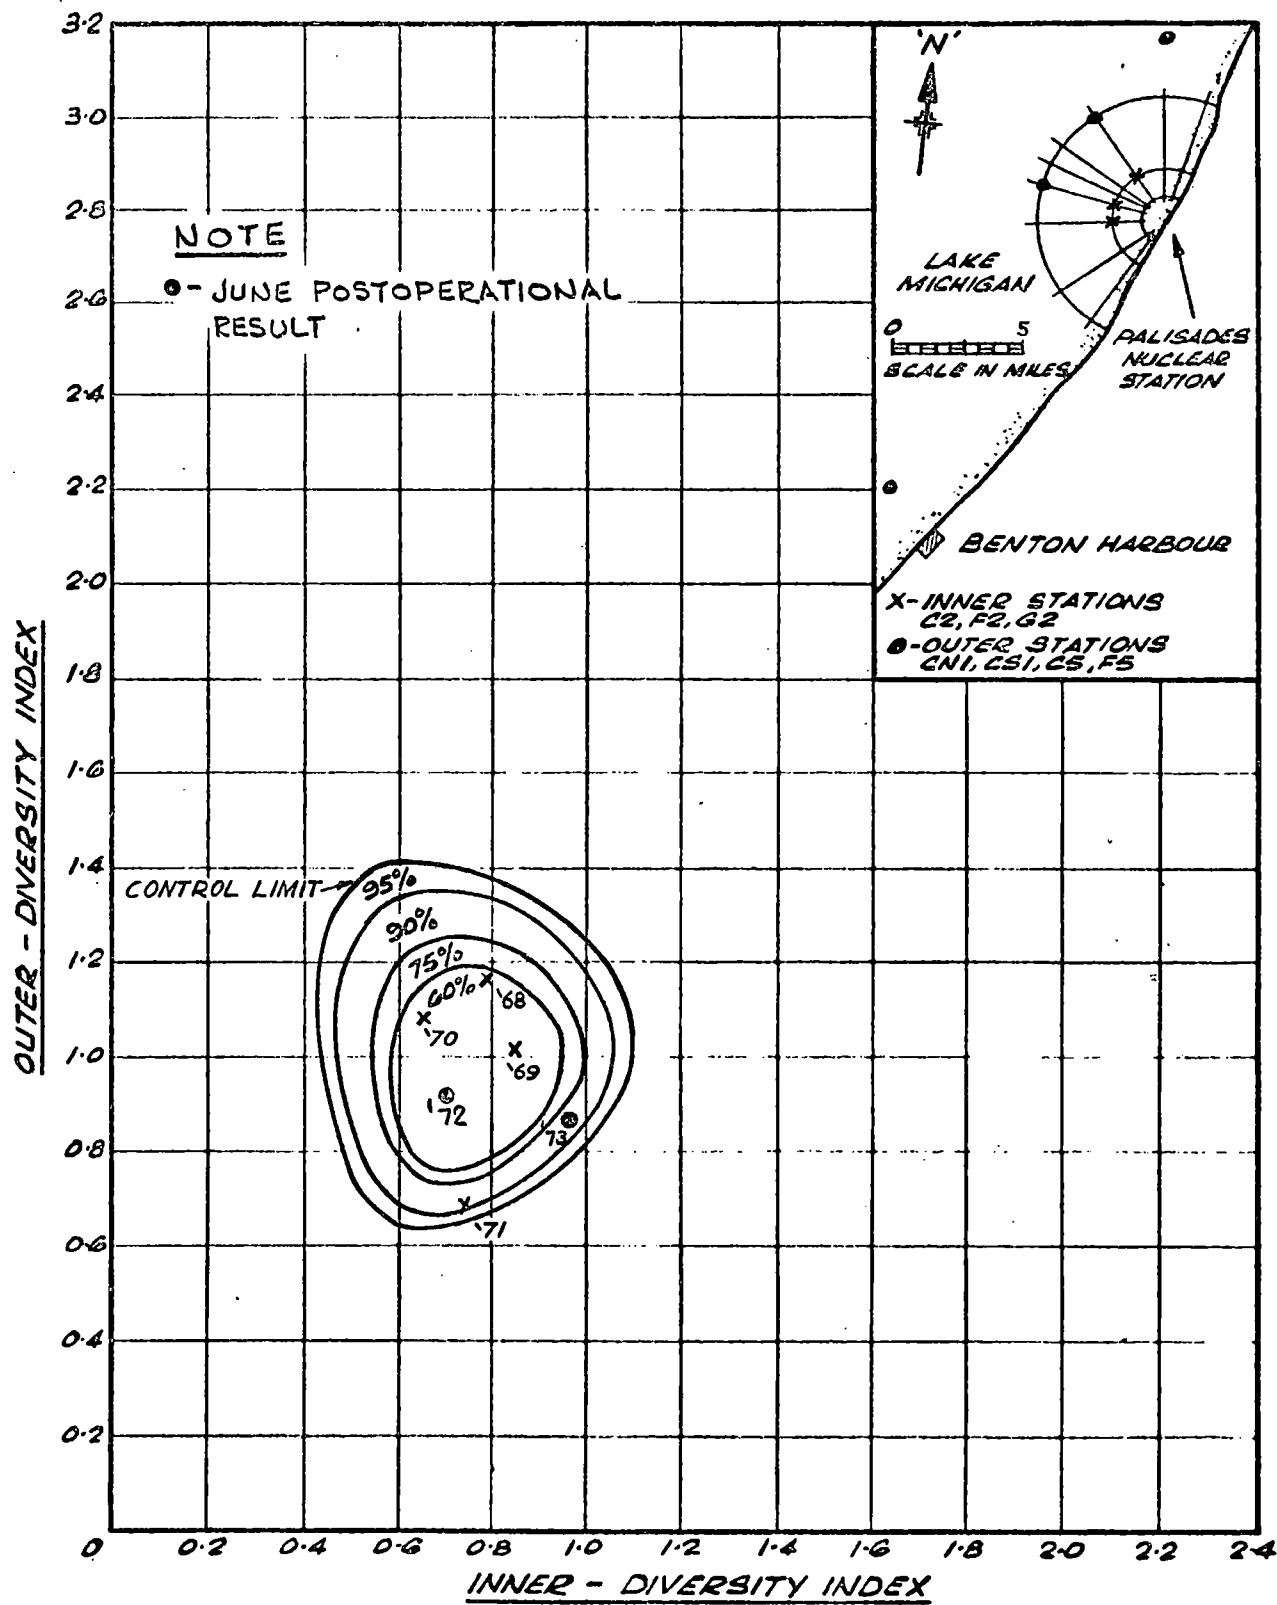 3.2
3.0
2.8
2.6
2.4
2.2
2.0
1.8
1.6
1.4
1.2
1.0
0.8
0.6
0.4
0.2
0
OUTER - DIVERSITY INDEX
NOTE
- JUNE POSTOPERATIONAL
RESULT
'N'
LAKE
MICHIGAN
0 5
SCALE IN MILES
PALISADES
NUCLEAR
STATION
BENTON HARBOUR
X - INNER STATIONS
C2, F2, G2
- OUTER STATIONS
CN1, CS1, C5, F5
CONTROL LIMIT
95%
90%
75%
60%
'68
'70
'69
'72
'73
'71
0 0.2 0.4 0.6 0.8 1.0 1.2 1.4 1.6 1.8 2.0 2.2 2.4
INNER - DIVERSITY INDEX